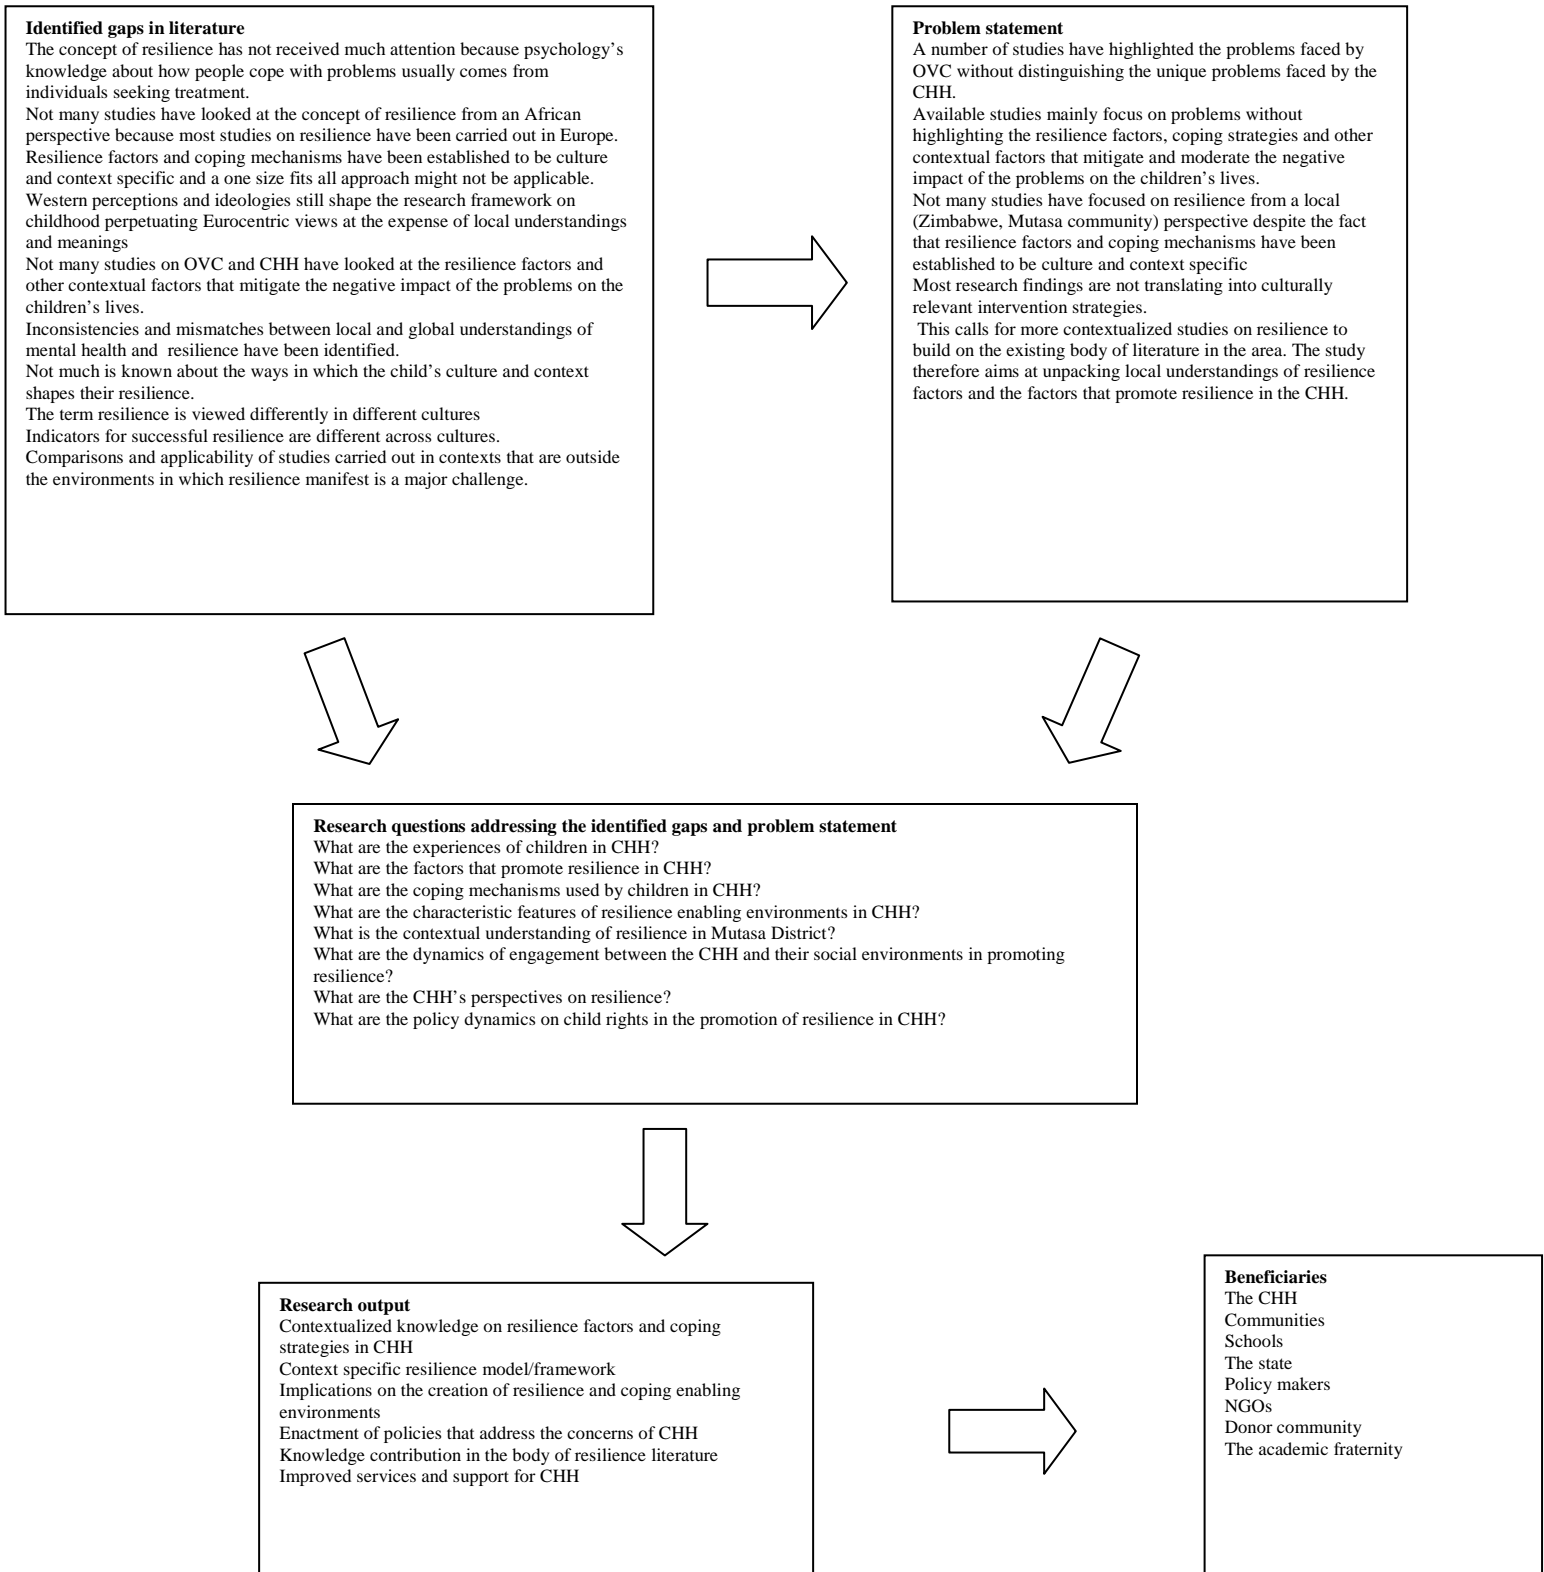 Identified gaps in literature
The concept of resilience has not received much attention because psychology’s
knowledge about how people cope with problems usually comes from
individuals seeking treatment.
Not many studies have looked at the concept of resilience from an African
perspective because most studies on resilience have been carried out in Europe.
Resilience factors and coping mechanisms have been established to be culture
and context specific and a one size fits all approach might not be applicable.
Western perceptions and ideologies still shape the research framework on
childhood perpetuating Eurocentric views at the expense of local understandings
and meanings
Not many studies on OVC and CHH have looked at the resilience factors and
other contextual factors that mitigate the negative impact of the problems on the
children’s lives.
Inconsistencies and mismatches between local and global understandings of
mental health and  resilience have been identified.
Not much is known about the ways in which the child’s culture and context
shapes their resilience.
The term resilience is viewed differently in different cultures
Indicators for successful resilience are different across cultures.
Comparisons and applicability of studies carried out in contexts that are outside
the environments in which resilience manifest is a major challenge.
Problem statement
A number of studies have highlighted the problems faced by
OVC without distinguishing the unique problems faced by the
CHH.
Available studies mainly focus on problems without
highlighting the resilience factors, coping strategies and other
contextual factors that mitigate and moderate the negative
impact of the problems on the children’s lives.
Not many studies have focused on resilience from a local
(Zimbabwe, Mutasa community) perspective despite the fact
that resilience factors and coping mechanisms have been
established to be culture and context specific
Most research findings are not translating into culturally
relevant intervention strategies.
This calls for more contextualized studies on resilience to
build on the existing body of literature in the area. The study
therefore aims at unpacking local understandings of resilience
factors and the factors that promote resilience in the CHH.
Research questions addressing the identified gaps and problem statement
What are the experiences of children in CHH?
What are the factors that promote resilience in CHH?
What are the coping mechanisms used by children in CHH?
What are the characteristic features of resilience enabling environments in CHH?
What is the contextual understanding of resilience in Mutasa District?
What are the dynamics of engagement between the CHH and their social environments in promoting
resilience?
What are the CHH’s perspectives on resilience?
What are the policy dynamics on child rights in the promotion of resilience in CHH?
Research output
Contextualized knowledge on resilience factors and coping
strategies in CHH
Context specific resilience model/framework
Implications on the creation of resilience and coping enabling
environments
Enactment of policies that address the concerns of CHH
Knowledge contribution in the body of resilience literature
Improved services and support for CHH
Beneficiaries
The CHH
Communities
Schools
The state
Policy makers
NGOs
Donor community
The academic fraternity